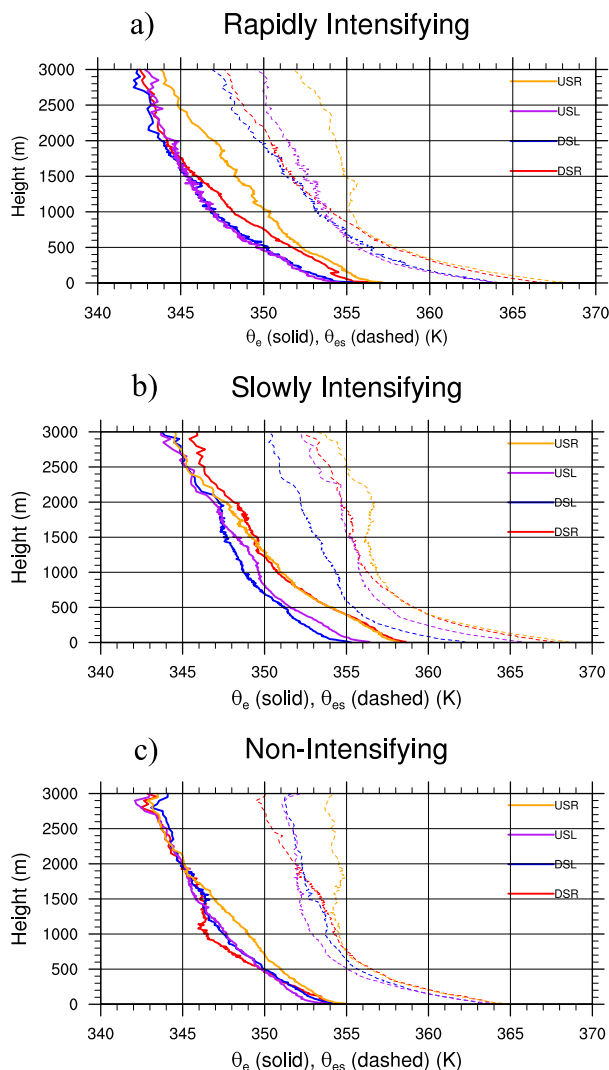 a) Rapidly Intensifying
3000
2500
2000
1500
1000
500
0
Height (m)
USR
USL
DSL
DSR
340 345 350 355 360 365 370
θe (solid), θes (dashed) (K)
b) Slowly Intensifying
3000
2500
2000
1500
1000
500
0
Height (m)
USR
USL
DSL
DSR
340 345 350 355 360 365 370
θe (solid), θes (dashed) (K)
c) Non-Intensifying
3000
2500
2000
1500
1000
500
0
Height (m)
USR
USL
DSL
DSR
340 345 350 355 360 365 370
θe (solid), θes (dashed) (K)